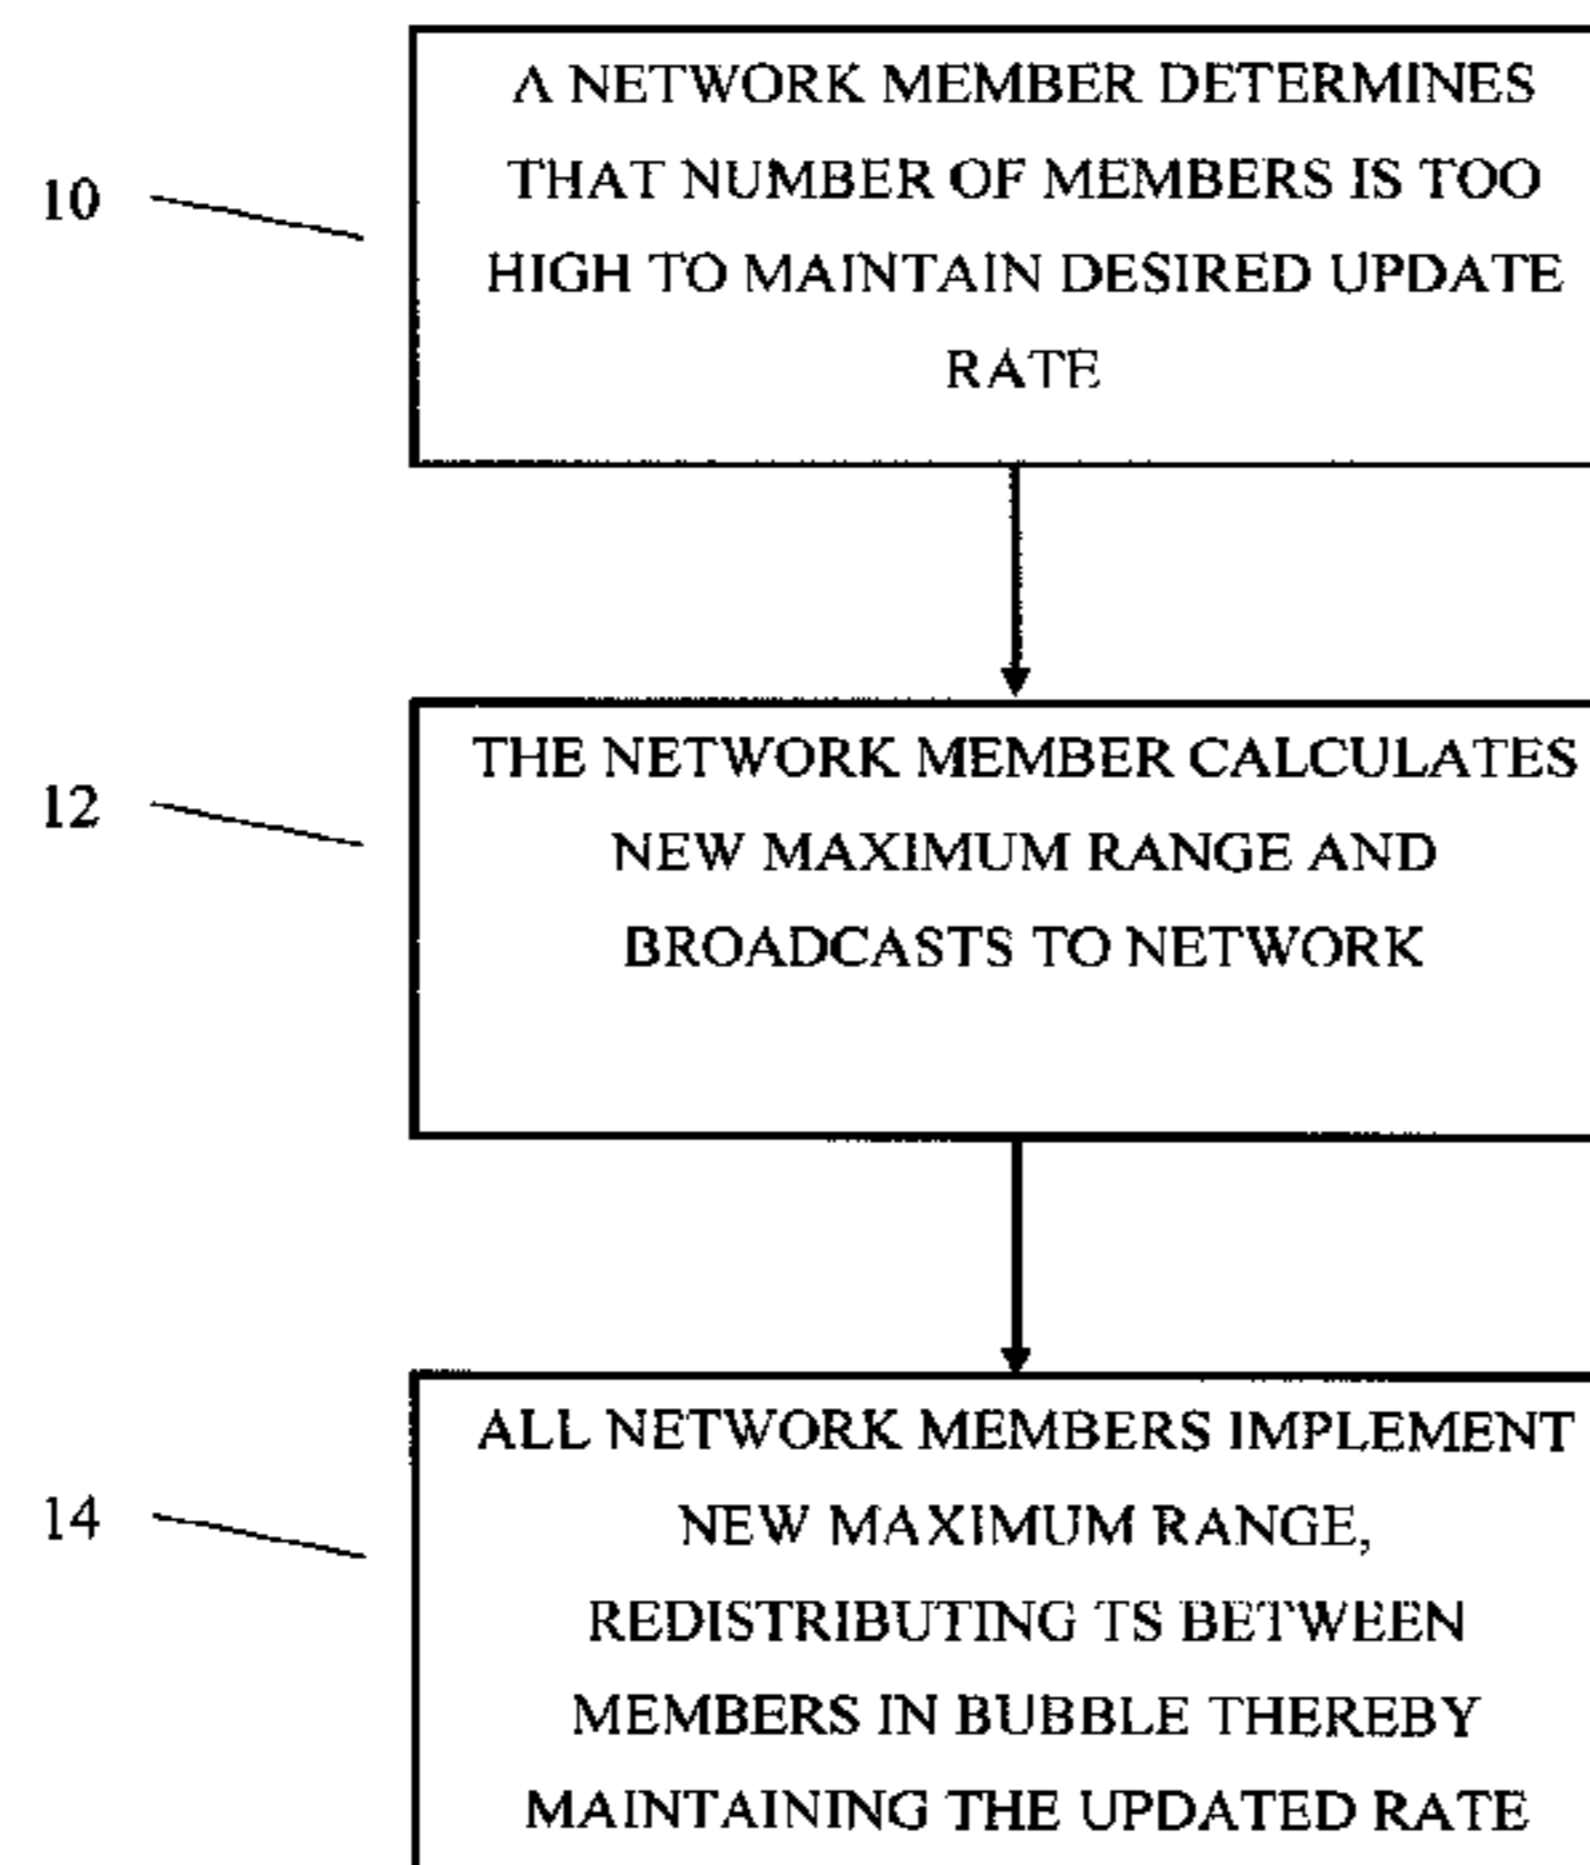 A NETWORK MEMBER DETERMINES
THAT NUMBER OF MEMBERS IS TOO
HIGH TO MAINTAIN DESIRED UPDATE
RATE
10
THE NETWORK MEMBER CALCULATES
NEW MAXIMUM RANGE AND
BROADCASTS TO NETWORK
12
ALL NETWORK MEMBERS IMPLEMENT
NEW MAXIMUM RANGE,
REDISTRIBUTING TS BETWEEN
MEMBERS IN BUBBLE THEREBY
MAINTAINING THE UPDATED RATE
14